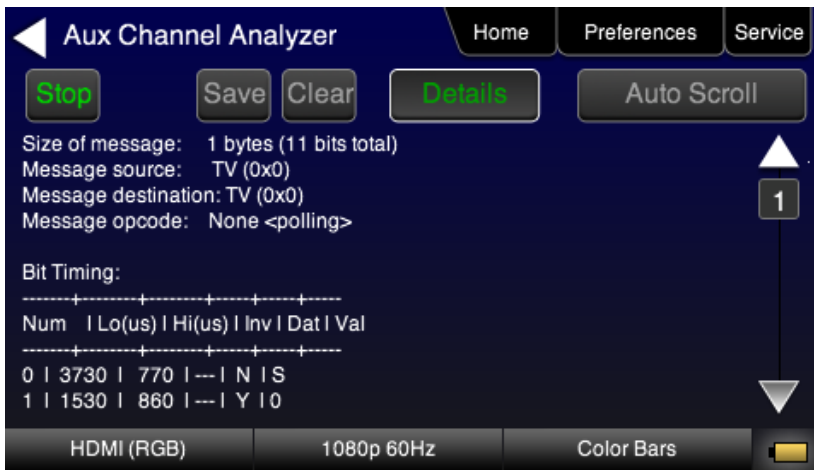 Aux Channel Analyzer Home Preferences Service
Stop Save Clear Details Auto Scroll
Size of message: 1 bytes (11 bits total)
Message source: TV (0x0)
Message destination: TV (0x0)
1
Message opcode: None <polling>
Bit Timing:
-------+--------+--------+-----+-----+-----
Num | Lo(us) | Hi(us) | Inv | Dat | Val
-------+--------+--------+-----+-----+-----
0 | 3730 | 770 |---| N | S
1 | 1530 | 860 |---| Y | 0
HDMI (RGB) 1080p 60Hz Color Bars